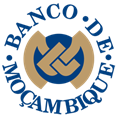 BANCO · DE ·
MOÇAMBIQUE